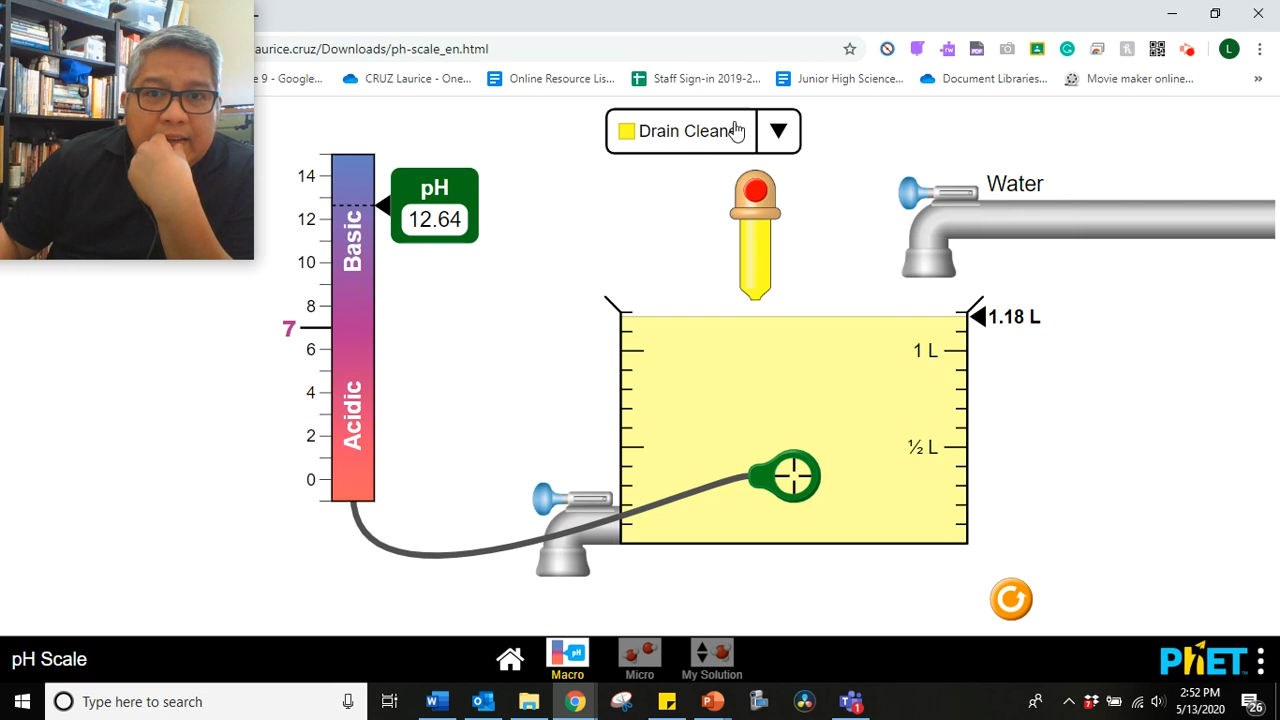 aurice.cruz/Downloads/ph-scale_en.html
e 9 - Google...
CRUZ Laurice - One...
Online Resource Lis...
Staff Sign-in 2019-2...
Junior High Science...
Document Libraries...
Movie maker online...
»
L
Drain Cleane
Water
14
12
10
8
7
6
4
2
0
Basic
Acidic
pH
12.64
1.18 L
1 L
½ L
pH Scale
Macro
Micro
My Solution
PhET
Type here to search
2:52 PM
5/13/2020
26
1